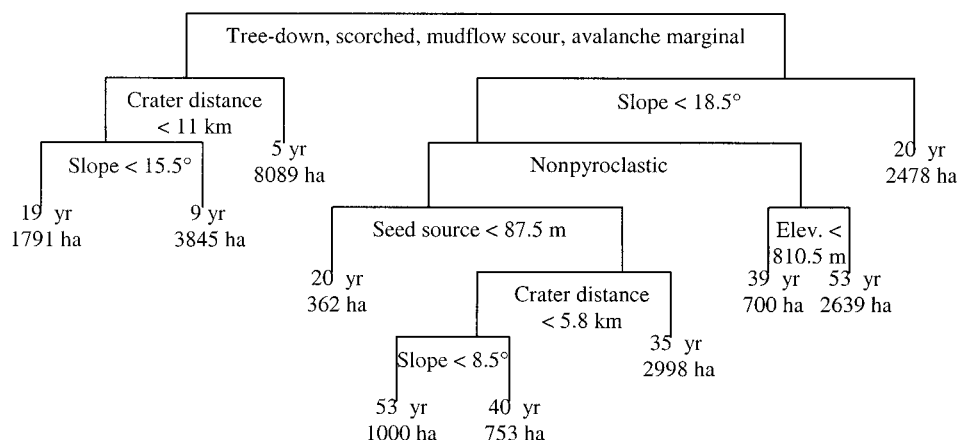 Tree-down, scorched, mudflow scour, avalanche marginal
Crater distance
< 11 km
Slope < 18.5°
Slope < 15.5°
5 yr
8089 ha
Nonpyroclastic
20 yr
2478 ha
19 yr
1791 ha
9 yr
3845 ha
Seed source < 87.5 m
Elev. <
810.5 m
20 yr
362 ha
Crater distance
< 5.8 km
39 yr
700 ha
53 yr
2639 ha
Slope < 8.5°
35 yr
2998 ha
53 yr
1000 ha
40 yr
753 ha